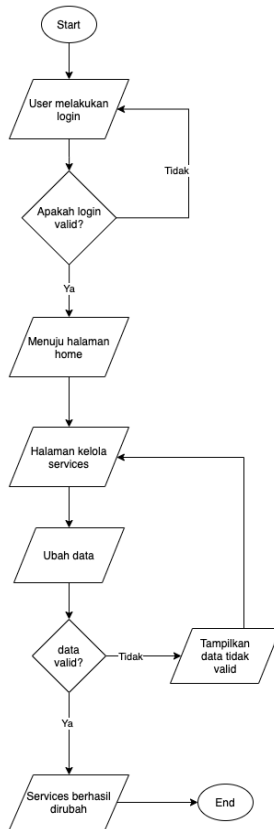 Start
User melakukan
login
Tidak
Apakah login
valid?
Ya
Menuju halaman
home
Halaman kelola
services
Ubah data
data
valid?
Tidak
Tampilkan
data tidak
valid
Ya
Services berhasil
dirubah
End